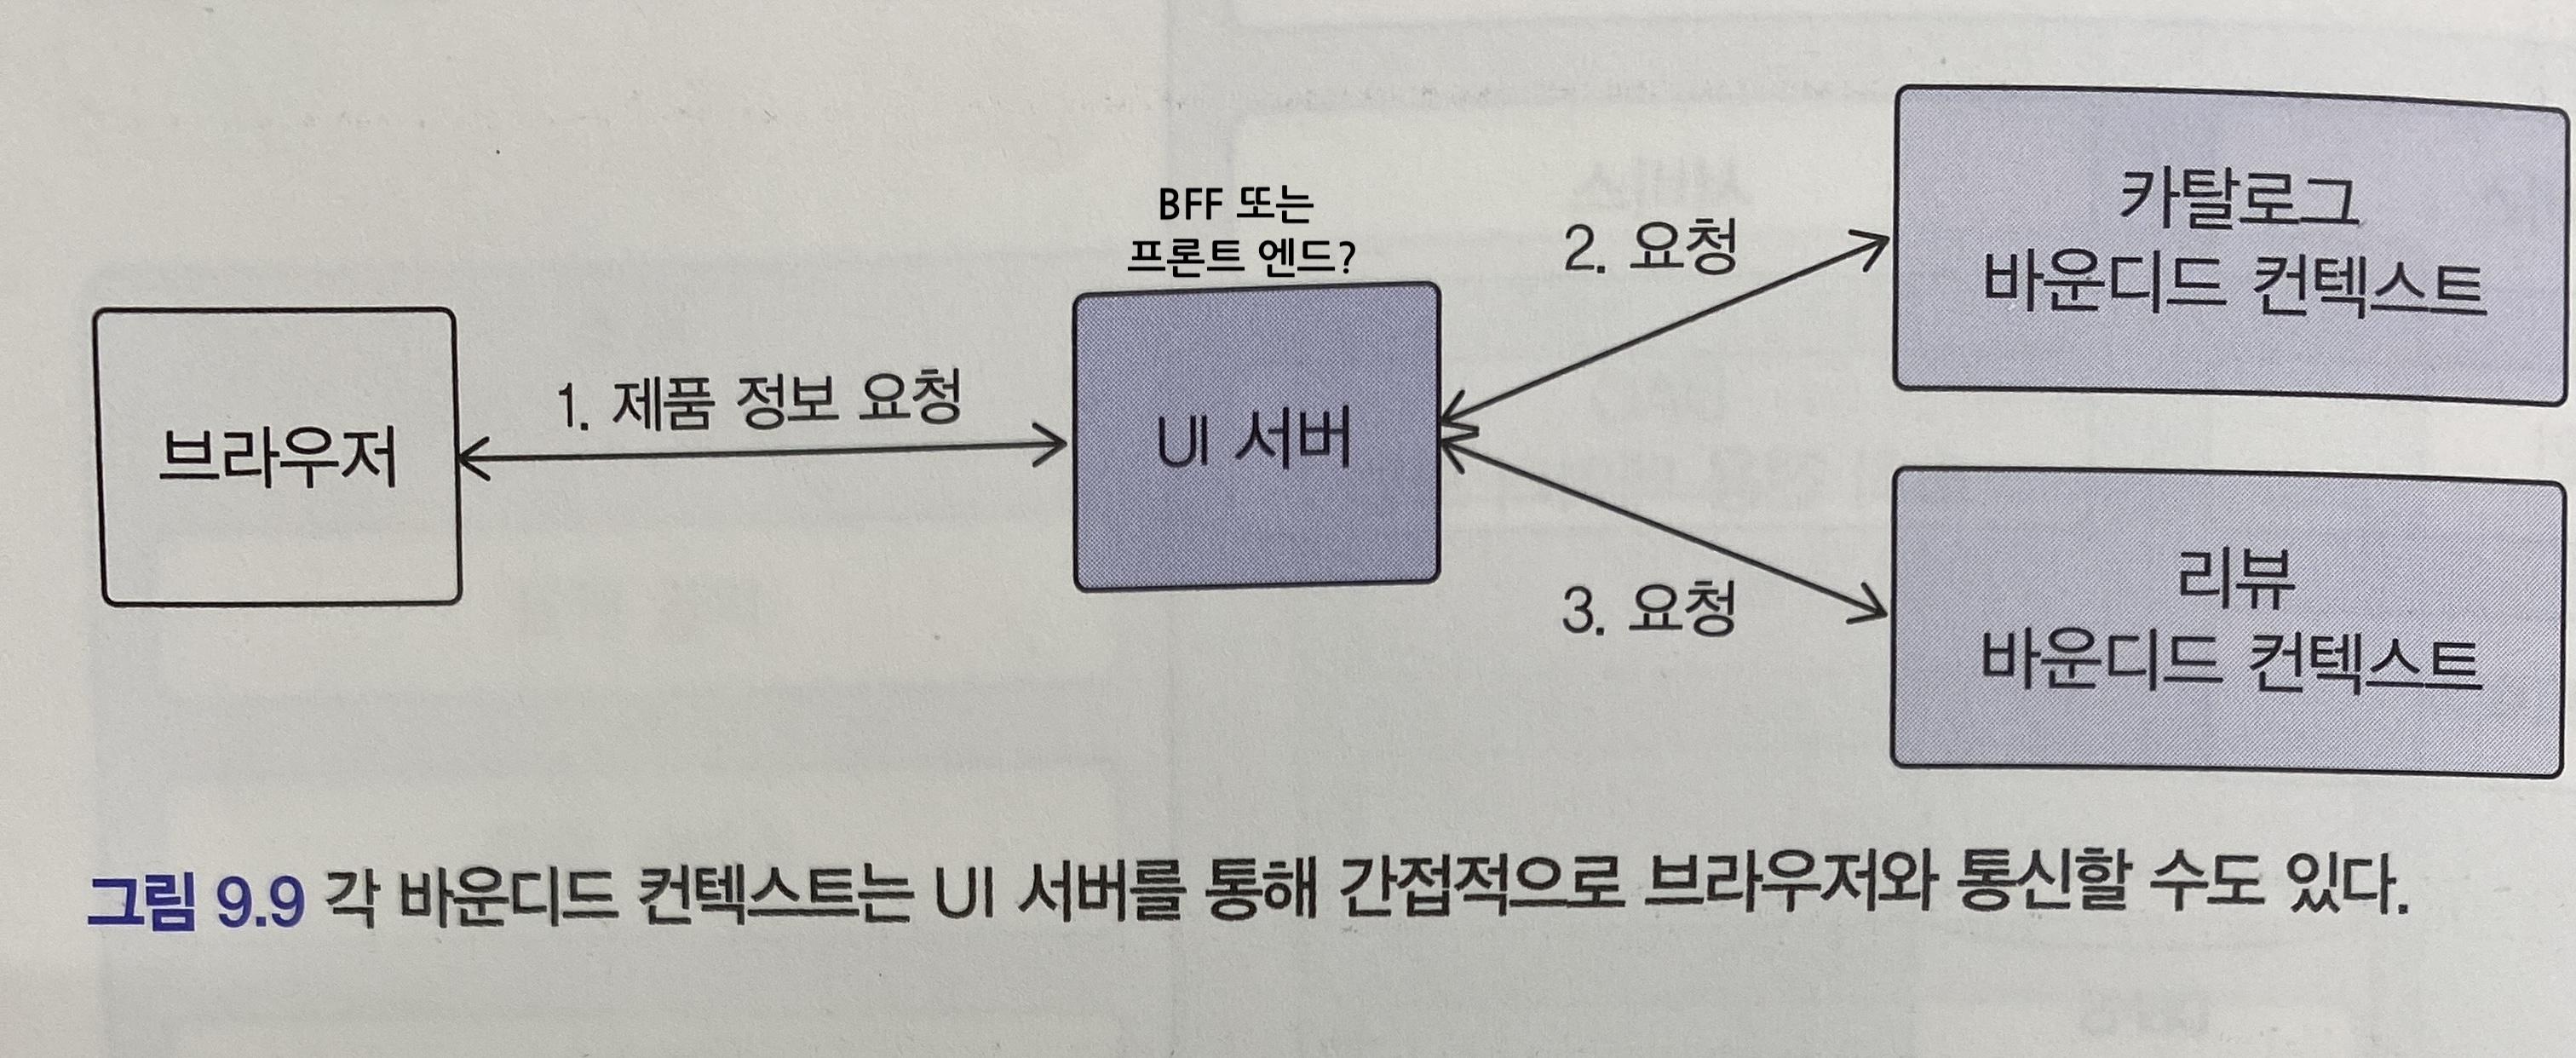 BFF 또는
프론트 엔드?
브라우저
1. 제품 정보 요청
UI 서버
2. 요청
카탈로그
바운디드 컨텍스트
3. 요청
리뷰
바운디드 컨텍스트
그림 9.9 각 바운디드 컨텍스트는 UI 서버를 통해 간접적으로 브라우저와 통신할 수도 있다.